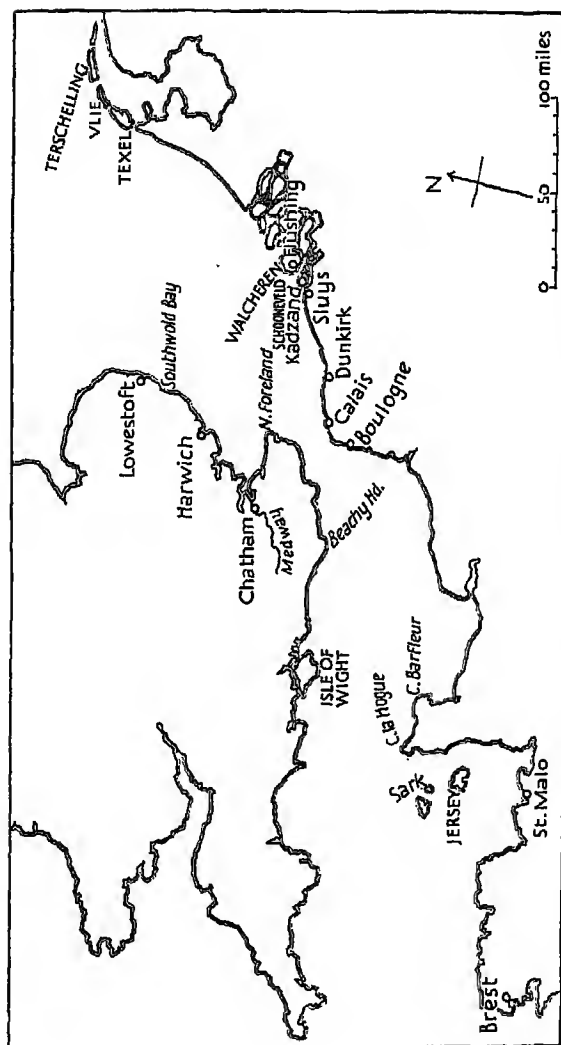 TERSCHELLING
VLIE
TEXEL
Lowestoft
Southwold Bay
Harwich
Chatham
Medway
N. Foreland
WALCHEREN
Flushing
SCHOONEVELD
Kadzand
Sluys
Dunkirk
Calais
Boulogne
Beachy Hd.
ISLE OF
WIGHT
C. la Hogue
C. Barfleur
Sark
JERSEY
St. Malo
Brest
N
0 50 100 miles